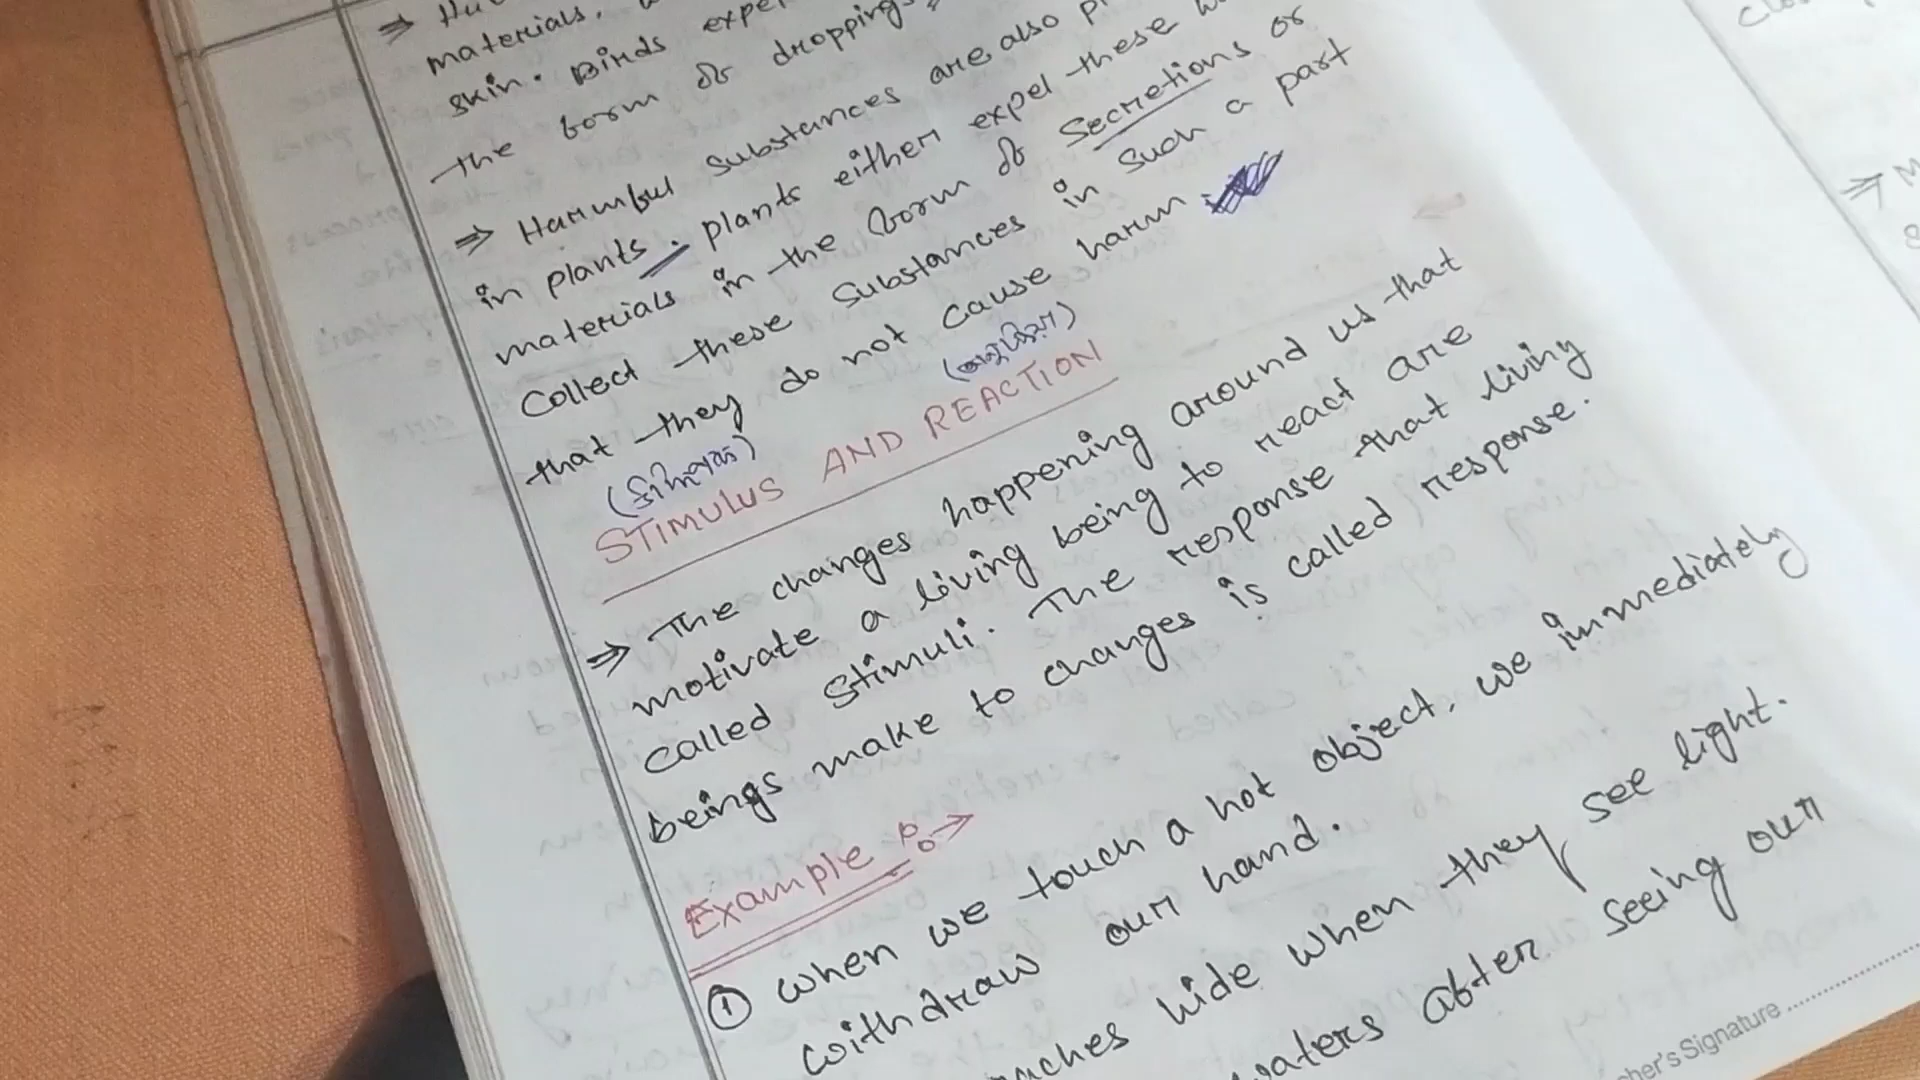 materials.
skin. Birds
the form of dropping
⇒ Harmful substances are also
in plants. plants either expel these
materials in the form of Secretions or
Collect these substances in such a part
that they do not cause harm
STIMULUS AND REACTION
⇒ The changes happening around us that
motivate a living being to react are
called stimuli. The response that living
beings make to changes is called response.
Example :→
① When we touch a hot object, we immediately
withdraw our hand.
hide when they see light.
after seeing our
her's Signature